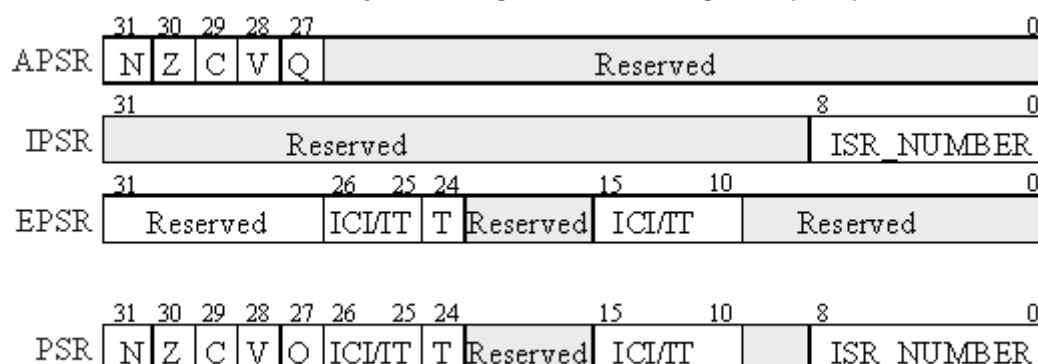 31 30 29 28 27 0
APSR N Z C V Q Reserved
31 8 0
IPSR Reserved ISR_NUMBER
31 26 25 24 15 10 0
EPSR Reserved ICI/IT T Reserved ICI/IT Reserved
31 30 29 28 27 26 25 24 15 10 8 0
PSR N Z C V Q ICI/IT T Reserved ICI/IT ISR_NUMBER